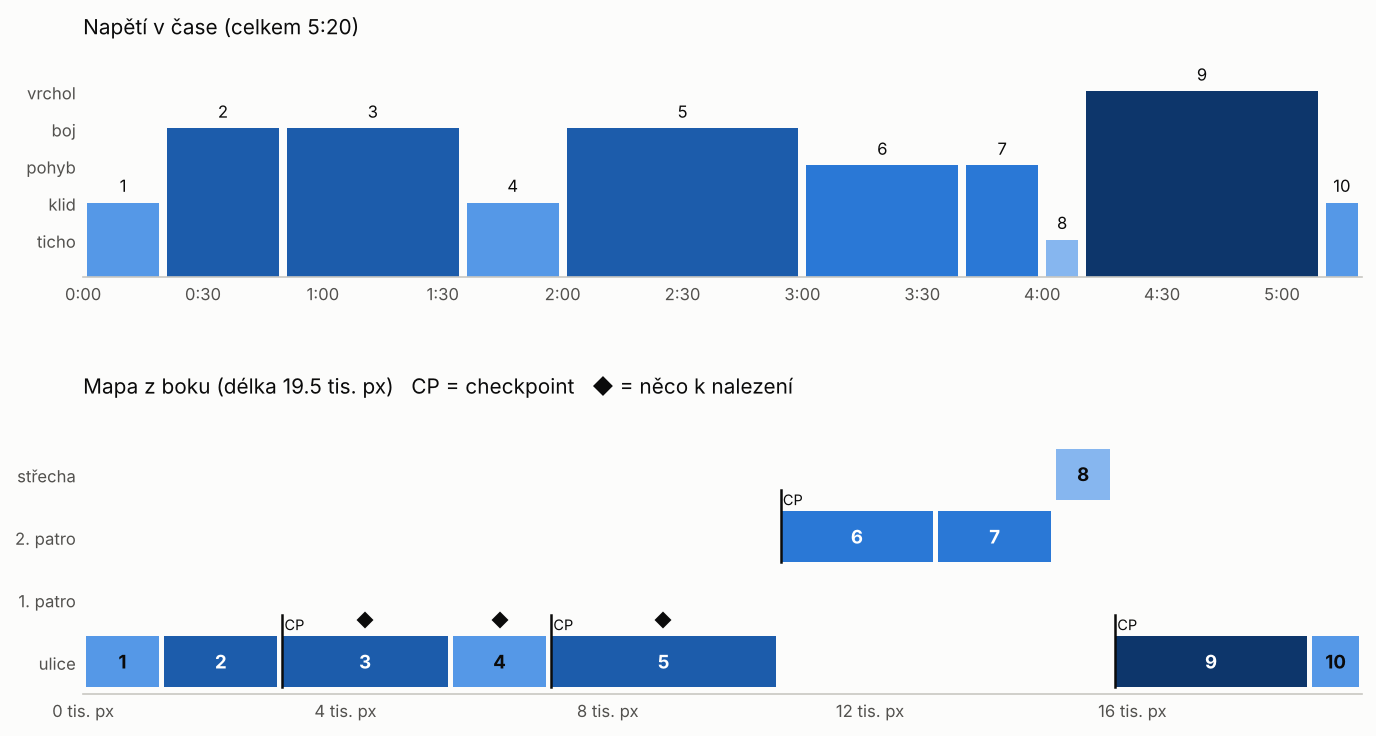 Napětí v čase (celkem 5:20)
9
vrchol
2 3 5
boj
6 7
pohyb
1 4 10
klid
8
ticho
0:00 0:30 1:00 1:30 2:00 2:30 3:00 3:30 4:00 4:30 5:00
Mapa z boku (délka 19.5 tis. px) CP = checkpoint ◆ = něco k nalezení
střecha 8
CP
2. patro 6 7
1. patro
CP CP CP
ulice 1 2 3 4 5 9 10
0 tis. px 4 tis. px 8 tis. px 12 tis. px 16 tis. px